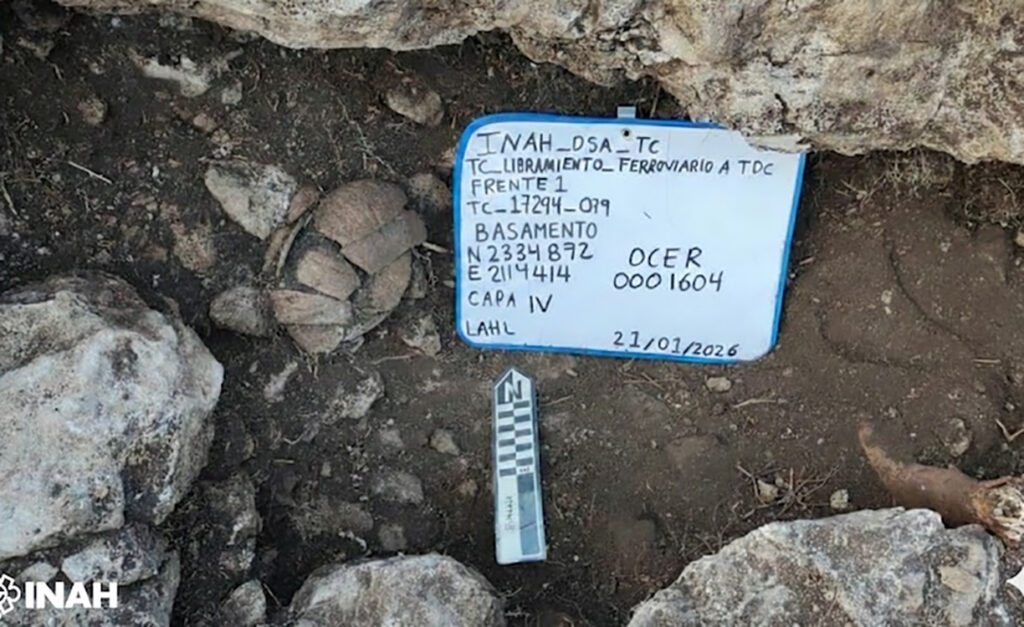 INAH_DSA_TC
TC_LIBRAMIENTO_FERROVIARIO A TDC
FRENTE 1
TC_17294_079
BASAMENTO
N 2334872
E 2114414
OCER
0001604
CAPA IV
LAHL
21/01/2026
N
INAH